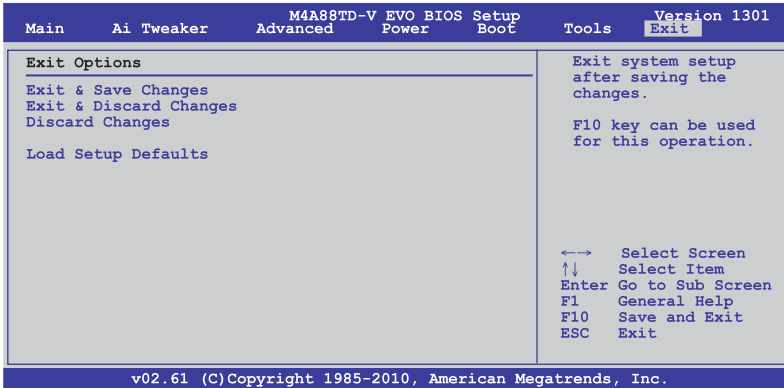 M4A88TD-V EVO BIOS Setup Version 1301
Main Ai Tweaker Advanced Power Boot Tools Exit
Exit Options
Exit & Save Changes
Exit & Discard Changes
Discard Changes
Load Setup Defaults
Exit system setup
after saving the
changes.
F10 key can be used
for this operation.
←→ Select Screen
↑↓ Select Item
Enter Go to Sub Screen
F1 General Help
F10 Save and Exit
ESC Exit
v02.61 (C)Copyright 1985-2010, American Megatrends, Inc.